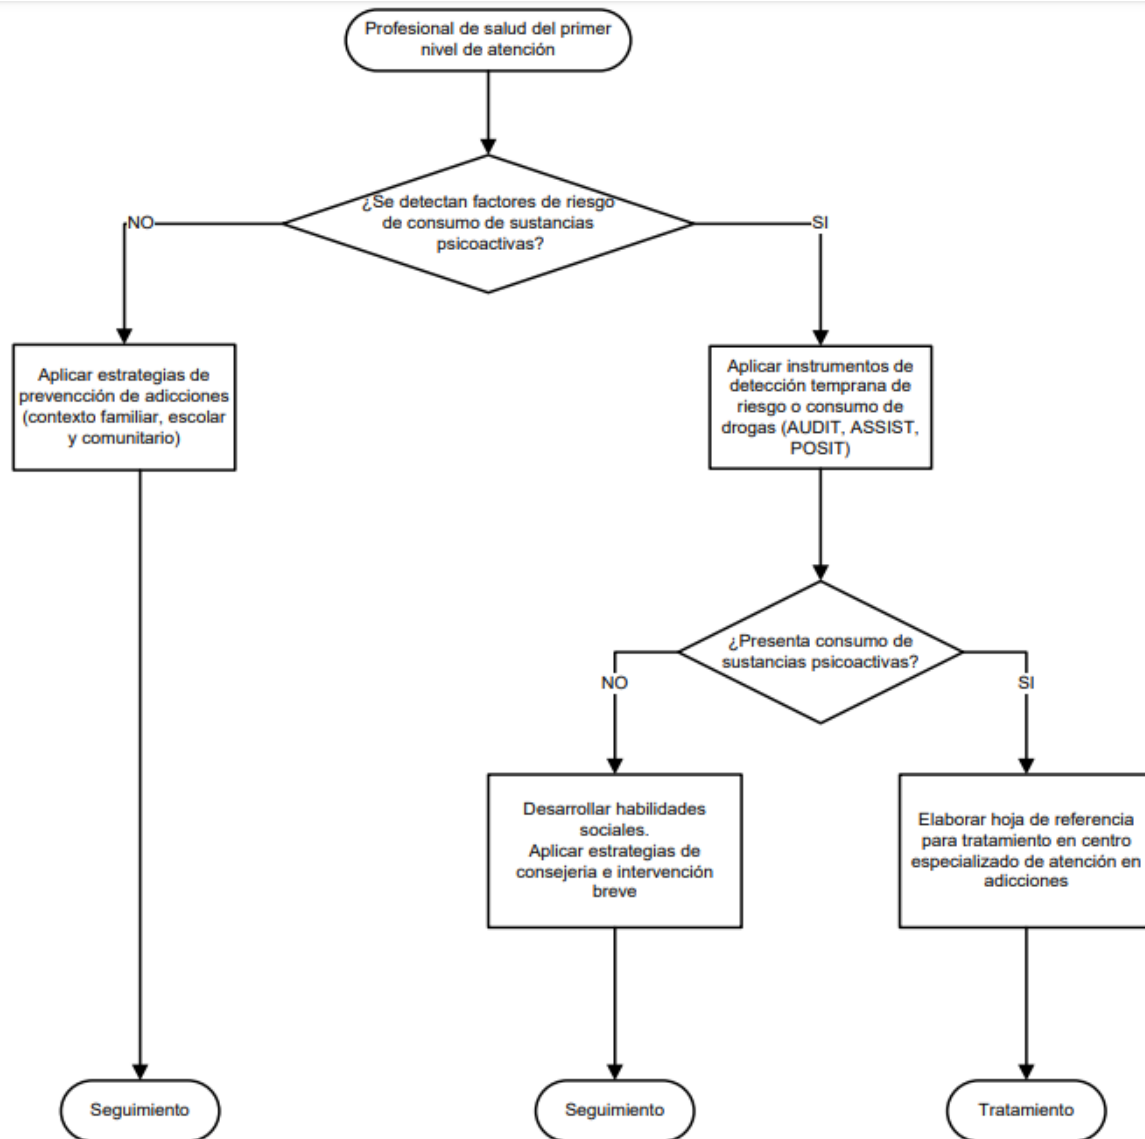 Profesional de salud del primer
nivel de atención
¿Se detectan factores de riesgo
de consumo de sustancias
psicoactivas?
NO
SI
Aplicar estrategias de
prevencción de adicciones
(contexto familiar, escolar
y comunitario)
Aplicar instrumentos de
detección temprana de
riesgo o consumo de
drogas (AUDIT, ASSIST,
POSIT)
¿Presenta consumo de
sustancias psicoactivas?
NO
SI
Desarrollar habilidades
sociales.
Aplicar estrategias de
consejeria e intervención
breve
Elaborar hoja de referencia
para tratamiento en centro
especializado de atención en
adicciones
Seguimiento
Seguimiento
Tratamiento